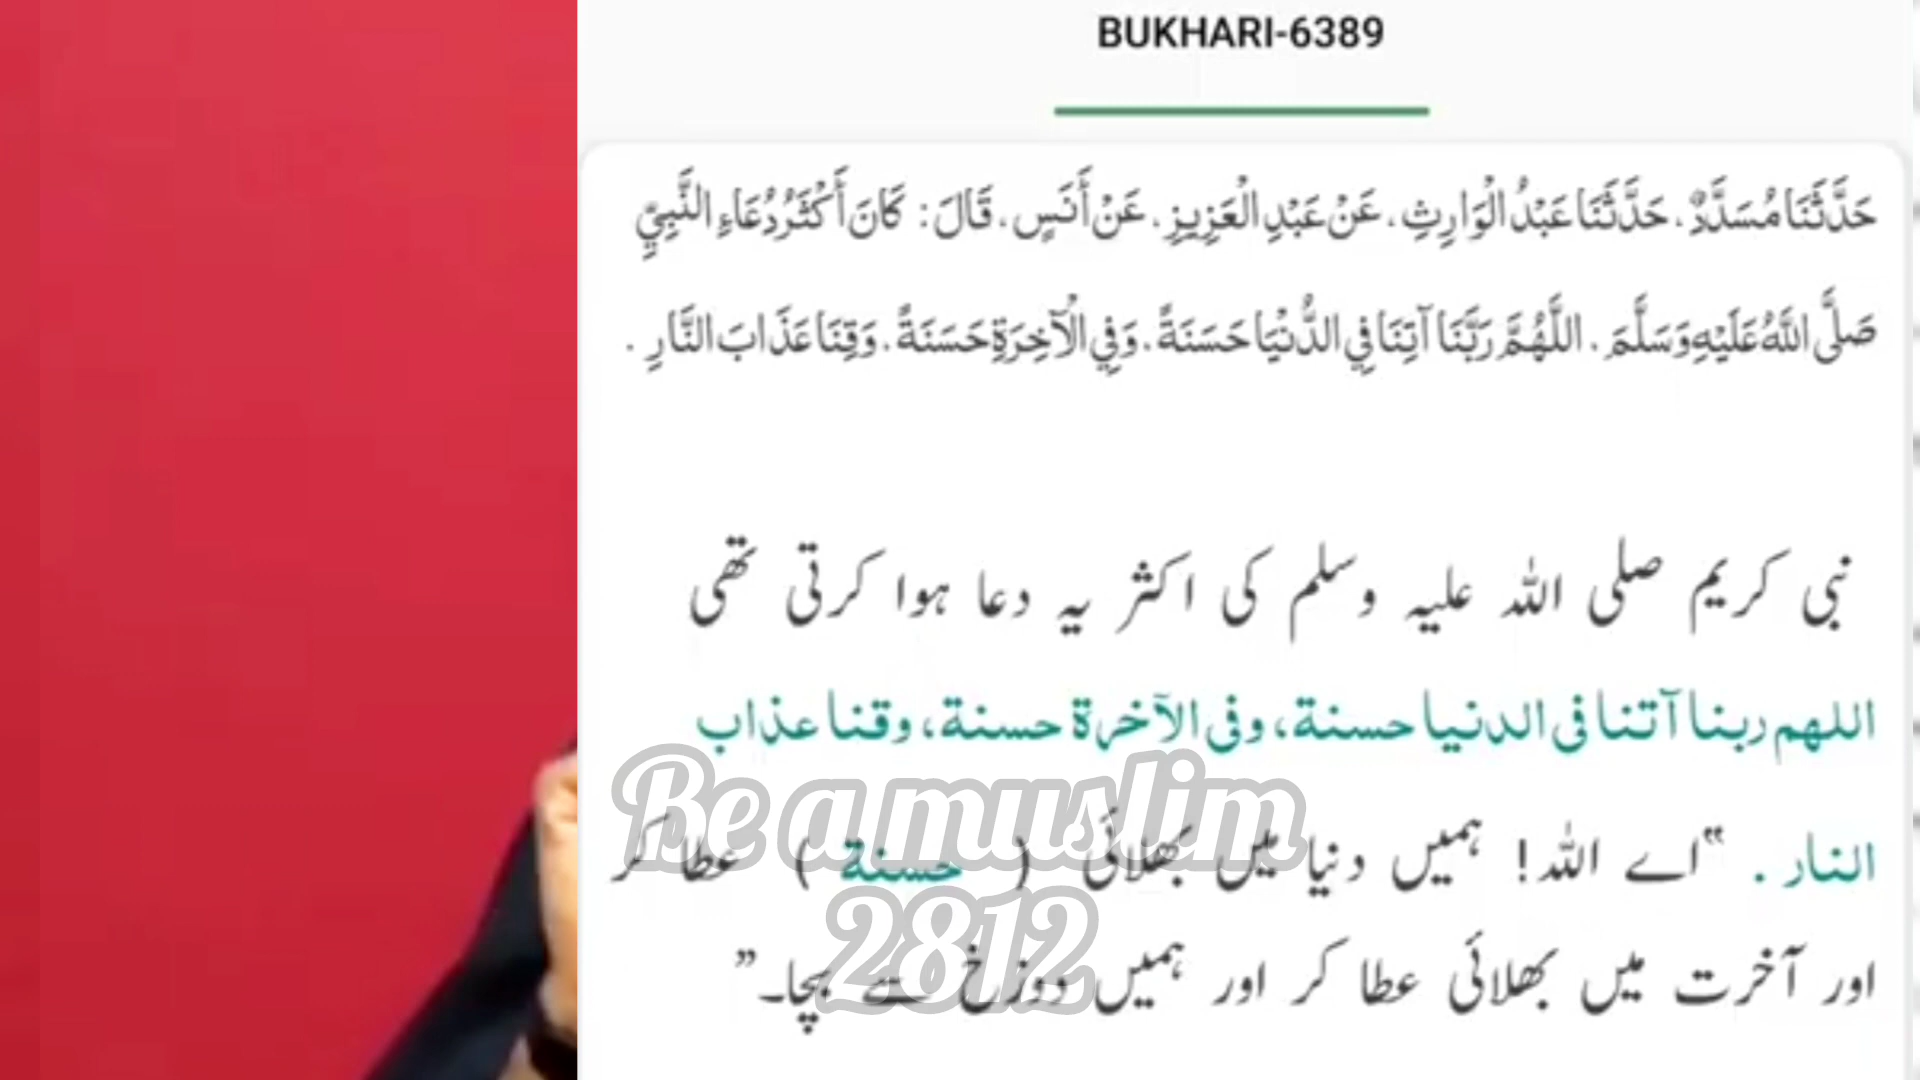 BUKHARI-6389
حَدَّثَنَا مُسَدَّدٌ، حَدَّثَنَا عَبْدُ الْوَارِثِ، عَنْ عَبْدِ الْعَزِيزِ، عَنْ أَنَسٍ، قَالَ: كَانَ أَكْثَرُ دُعَاءِ النَّبِيِّ
صَلَّى اللَّهُ عَلَيْهِ وَسَلَّمَ، اللَّهُمَّ رَبَّنَا آتِنَا فِي الدُّنْيَا حَسَنَةً، وَفِي الْآخِرَةِ حَسَنَةً، وَقِنَا عَذَابَ النَّارِ .
نبی کریم صلی اللہ علیہ وسلم کی اکثر یہ دعا ہوا کرتی تھی
اللهم ربنا آتنا في الدنيا حسنة، وفي الآخرة حسنة، وقنا عذاب
النار . ‏”اے اللہ! ہمیں دنیا میں بھلائی ( حسنة ) عطا کر
اور آخرت میں بھلائی عطا کر اور ہمیں دوزخ سے بچا۔“
Be a muslim
2812